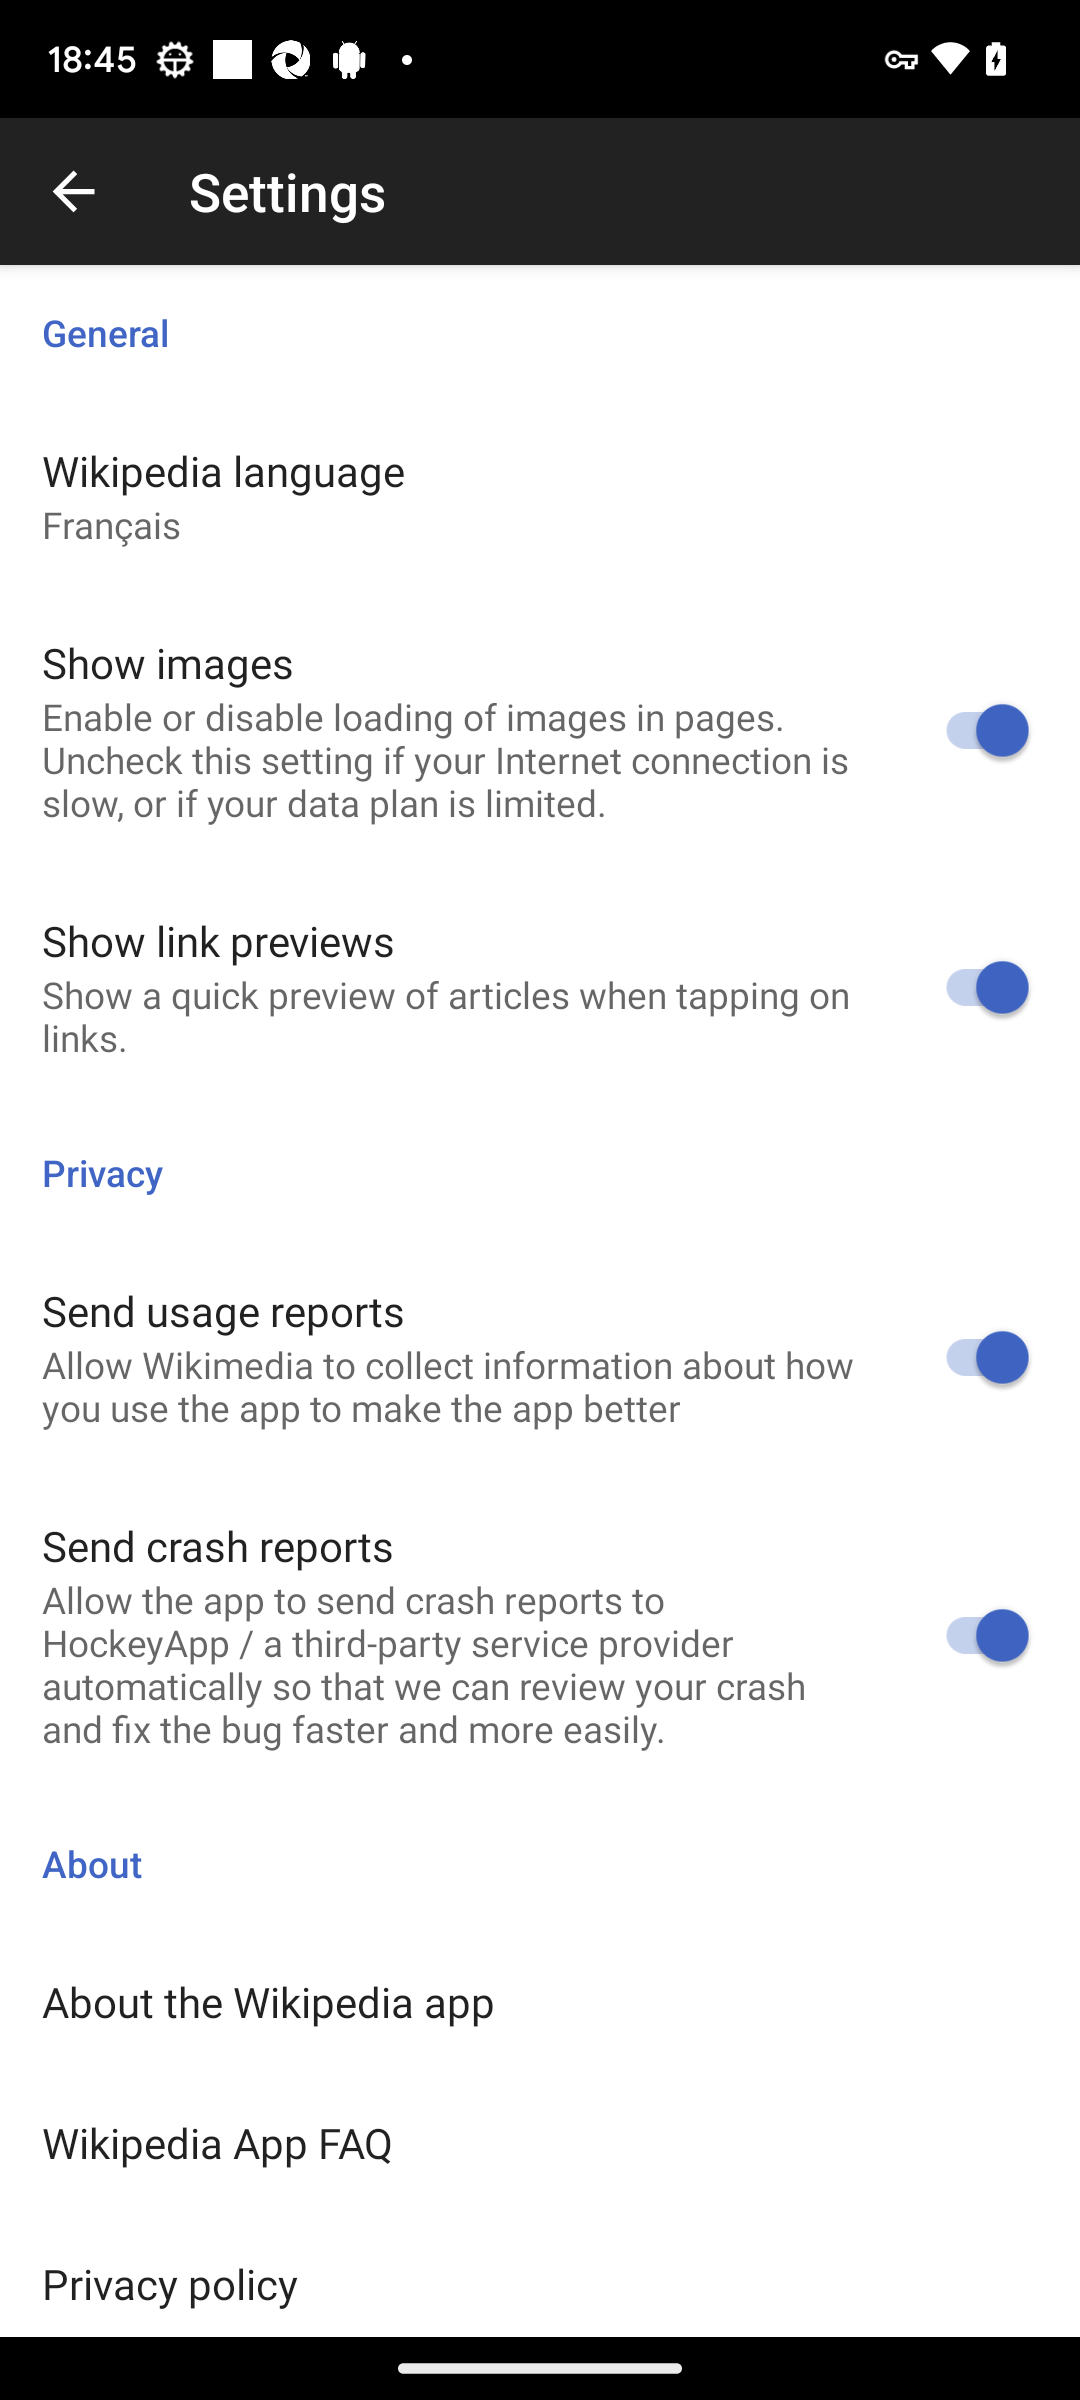 18:45
Settings
General
Wikipedia language
Français
Show images
Enable or disable loading of images in pages.
Uncheck this setting if your Internet connection is
slow, or if your data plan is limited.
Show link previews
Show a quick preview of articles when tapping on
links.
Privacy
Send usage reports
Allow Wikimedia to collect information about how
you use the app to make the app better
Send crash reports
Allow the app to send crash reports to
HockeyApp / a third-party service provider
automatically so that we can review your crash
and fix the bug faster and more easily.
About
About the Wikipedia app
Wikipedia App FAQ
Privacy policy